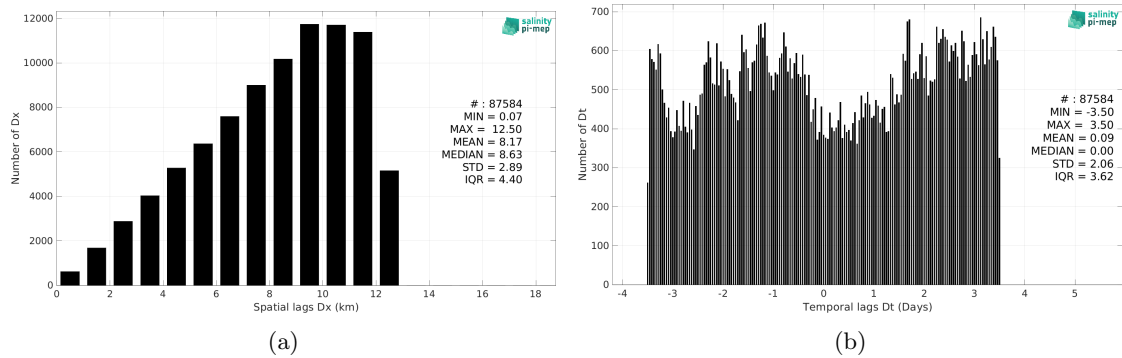 12000
10000
8000
6000
4000
2000
0
Number of Dx
0 2 4 6 8 10 12 14 16 18
Spatial lags Dx (km)
salinity
pi-mep
# : 87584
MIN = 0.07
MAX = 12.50
MEAN = 8.17
MEDIAN = 8.63
STD = 2.89
IQR = 4.40
(a)
700
600
500
400
300
200
100
0
Number of Dt
-4 -3 -2 -1 0 1 2 3 4 5
Temporal lags Dt (Days)
salinity
pi-mep
# : 87584
MIN = -3.50
MAX = 3.50
MEAN = 0.09
MEDIAN = 0.00
STD = 2.06
IQR = 3.62
(b)